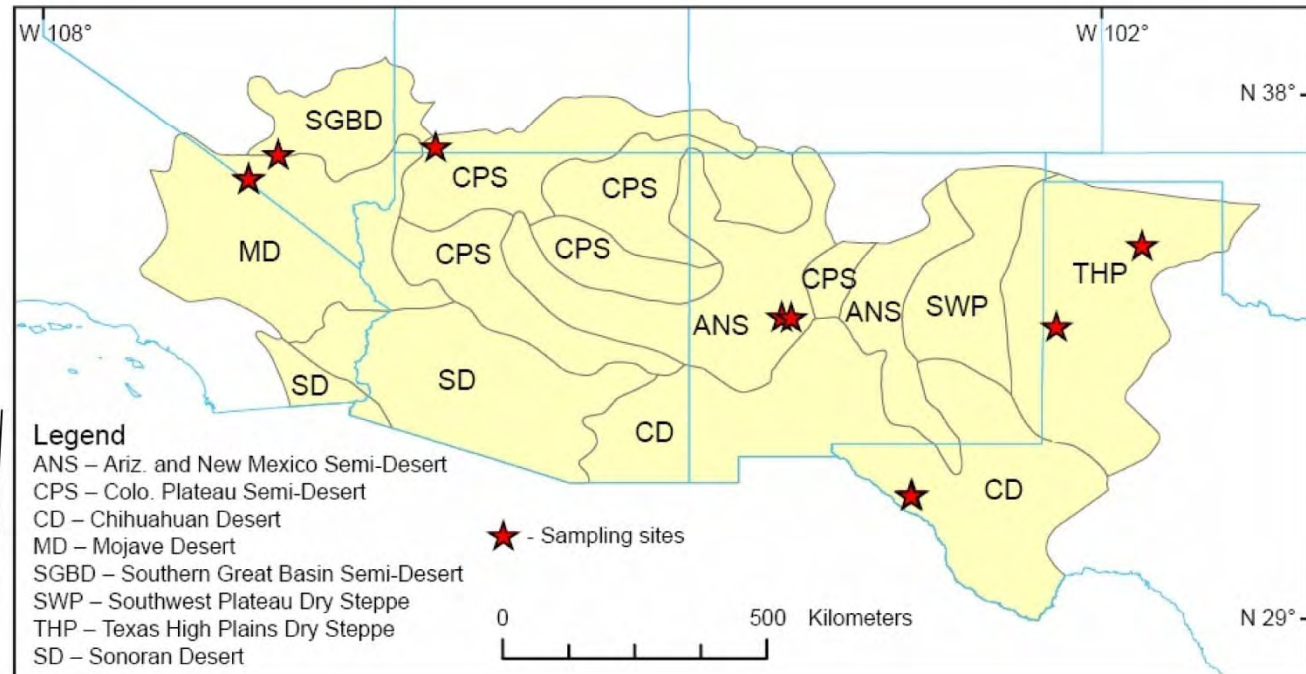 W 108°
W 102°
N 38°
SGBD
CPS
CPS
MD
CPS
CPS
CPS
THP
ANS
ANS
SWP
SD
SD
CD
CD
Legend
ANS – Ariz. and New Mexico Semi-Desert
CPS – Colo. Plateau Semi-Desert
CD – Chihuahuan Desert
MD – Mojave Desert
SGBD – Southern Great Basin Semi-Desert
SWP – Southwest Plateau Dry Steppe
THP – Texas High Plains Dry Steppe
SD – Sonoran Desert
- Sampling sites
0 500 Kilometers
N 29°